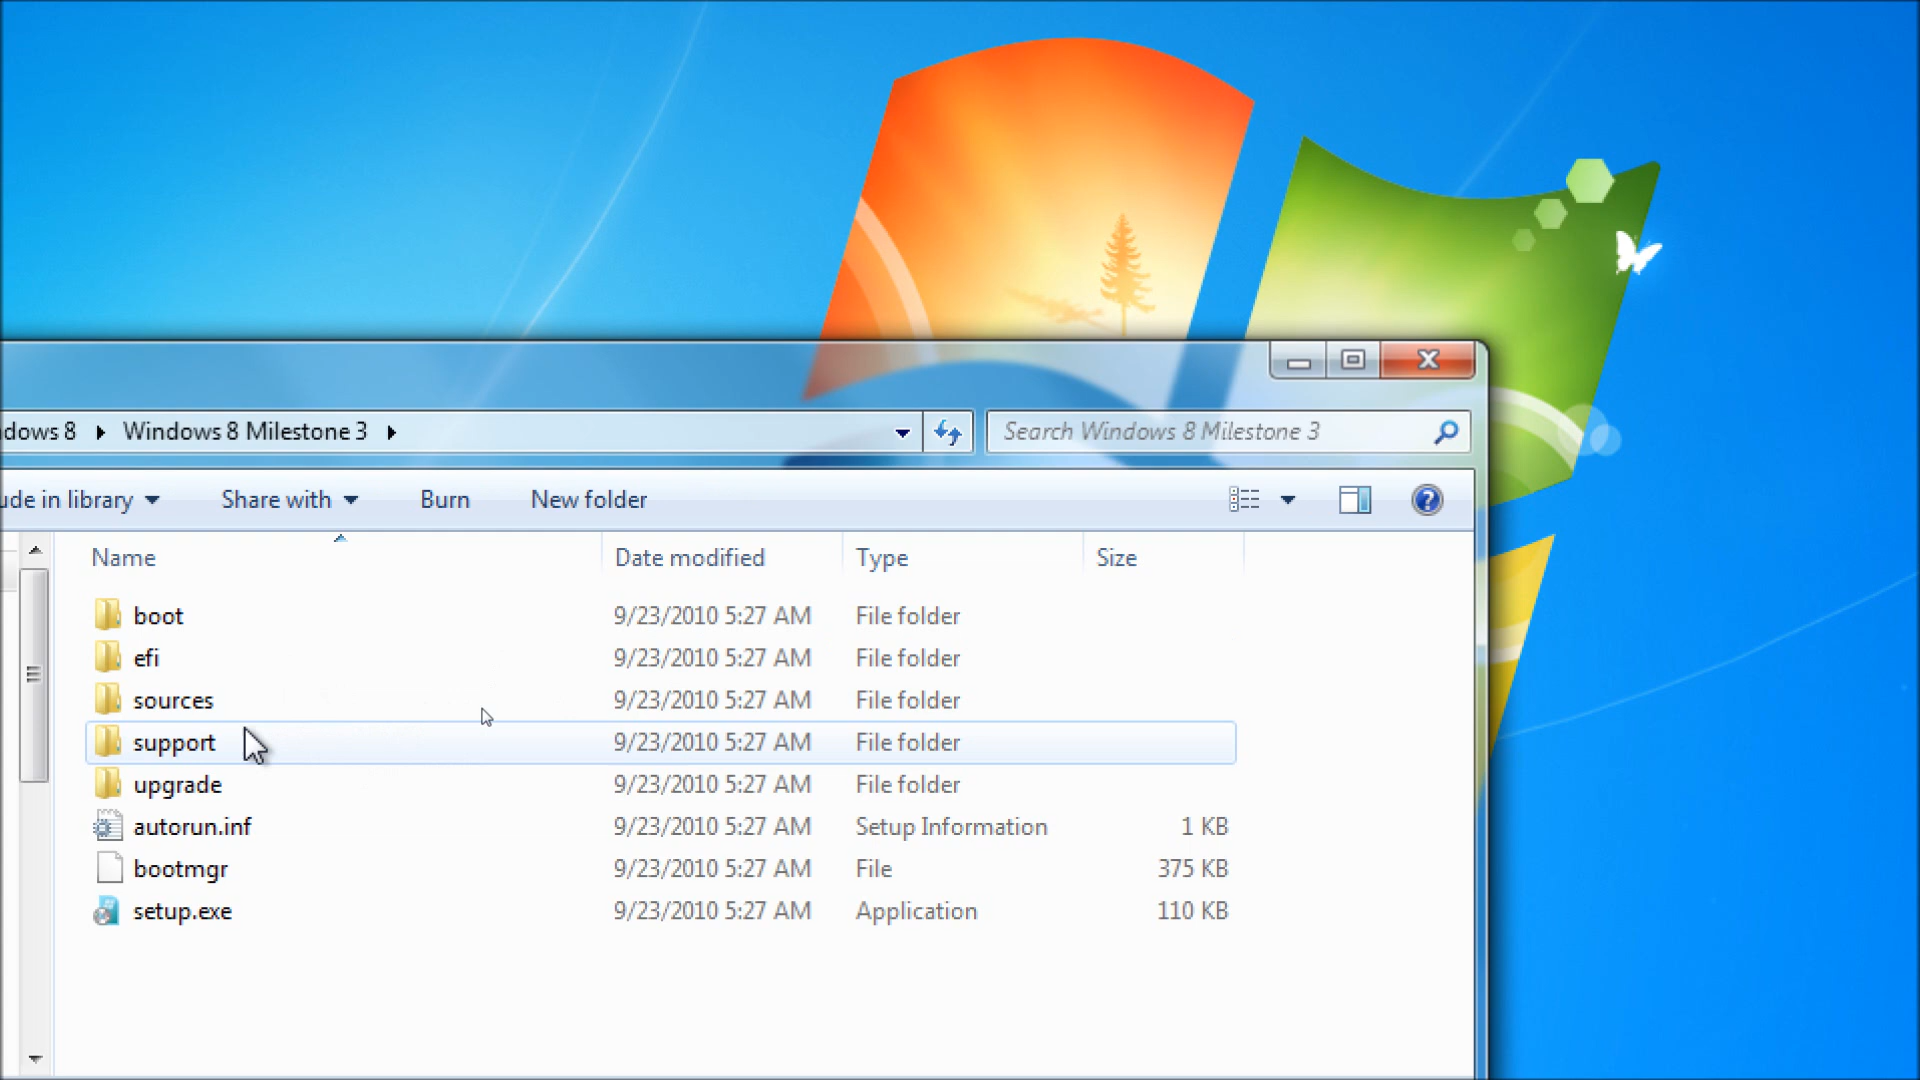 dows 8 Windows 8 Milestone 3 Search Windows 8 Milestone 3
ude in library Share with Burn New folder
Name Date modified Type Size
boot 9/23/2010 5:27 AM File folder
efi 9/23/2010 5:27 AM File folder
sources 9/23/2010 5:27 AM File folder
support 9/23/2010 5:27 AM File folder
upgrade 9/23/2010 5:27 AM File folder
autorun.inf 9/23/2010 5:27 AM Setup Information 1 KB
bootmgr 9/23/2010 5:27 AM File 375 KB
setup.exe 9/23/2010 5:27 AM Application 110 KB